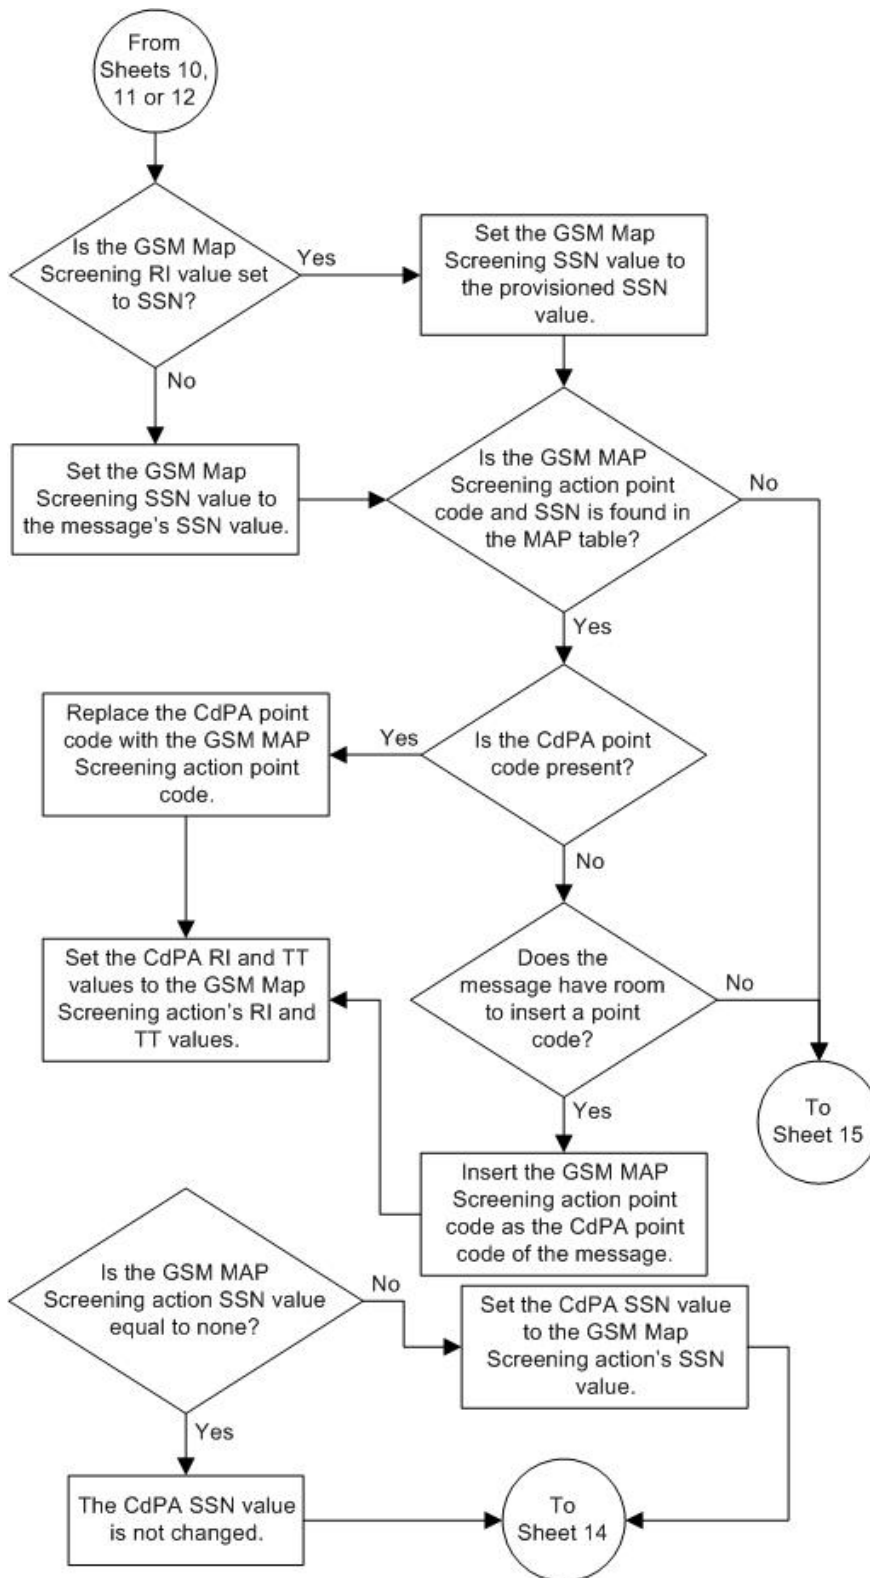 From
Sheets 10,
11 or 12
Is the GSM Map
Screening RI value set
to SSN?
Yes
Set the GSM Map
Screening SSN value to
the provisioned SSN
value.
No
Set the GSM Map
Screening SSN value to
the message's SSN value.
Is the GSM MAP
Screening action point
code and SSN is found in
the MAP table?
No
Yes
Is the CdPA point
code present?
Yes
Replace the CdPA point
code with the GSM MAP
Screening action point
code.
No
Does the
message have room
to insert a point
code?
No
Set the CdPA RI and TT
values to the GSM Map
Screening action's RI and
TT values.
Yes
To
Sheet 15
Insert the GSM MAP
Screening action point
code as the CdPA point
code of the message.
Is the GSM MAP
Screening action SSN value
equal to none?
No
Set the CdPA SSN value
to the GSM Map
Screening action's SSN
value.
Yes
The CdPA SSN value
is not changed.
To
Sheet 14